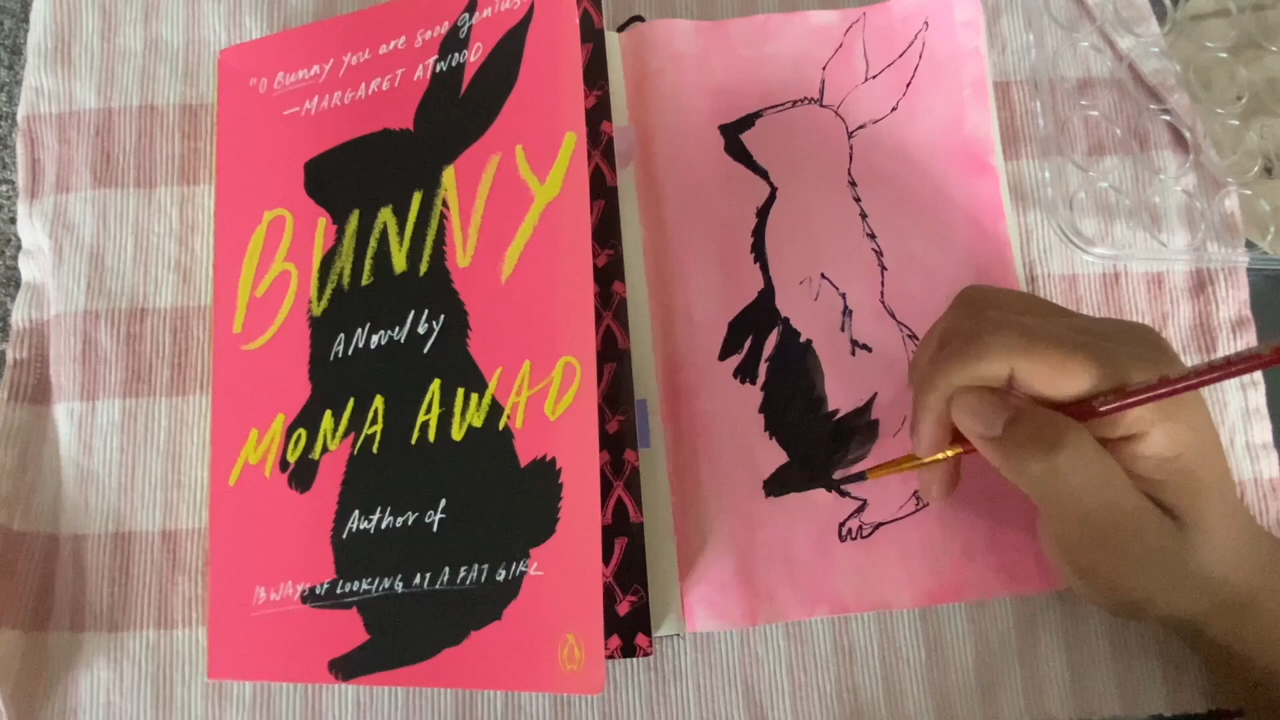 "O Bunny you are sooo genius."
—MARGARET ATWOOD
BUNNY
A Novel by
MONA AWAD
Author of
13 WAYS OF LOOKING AT A FAT GIRL